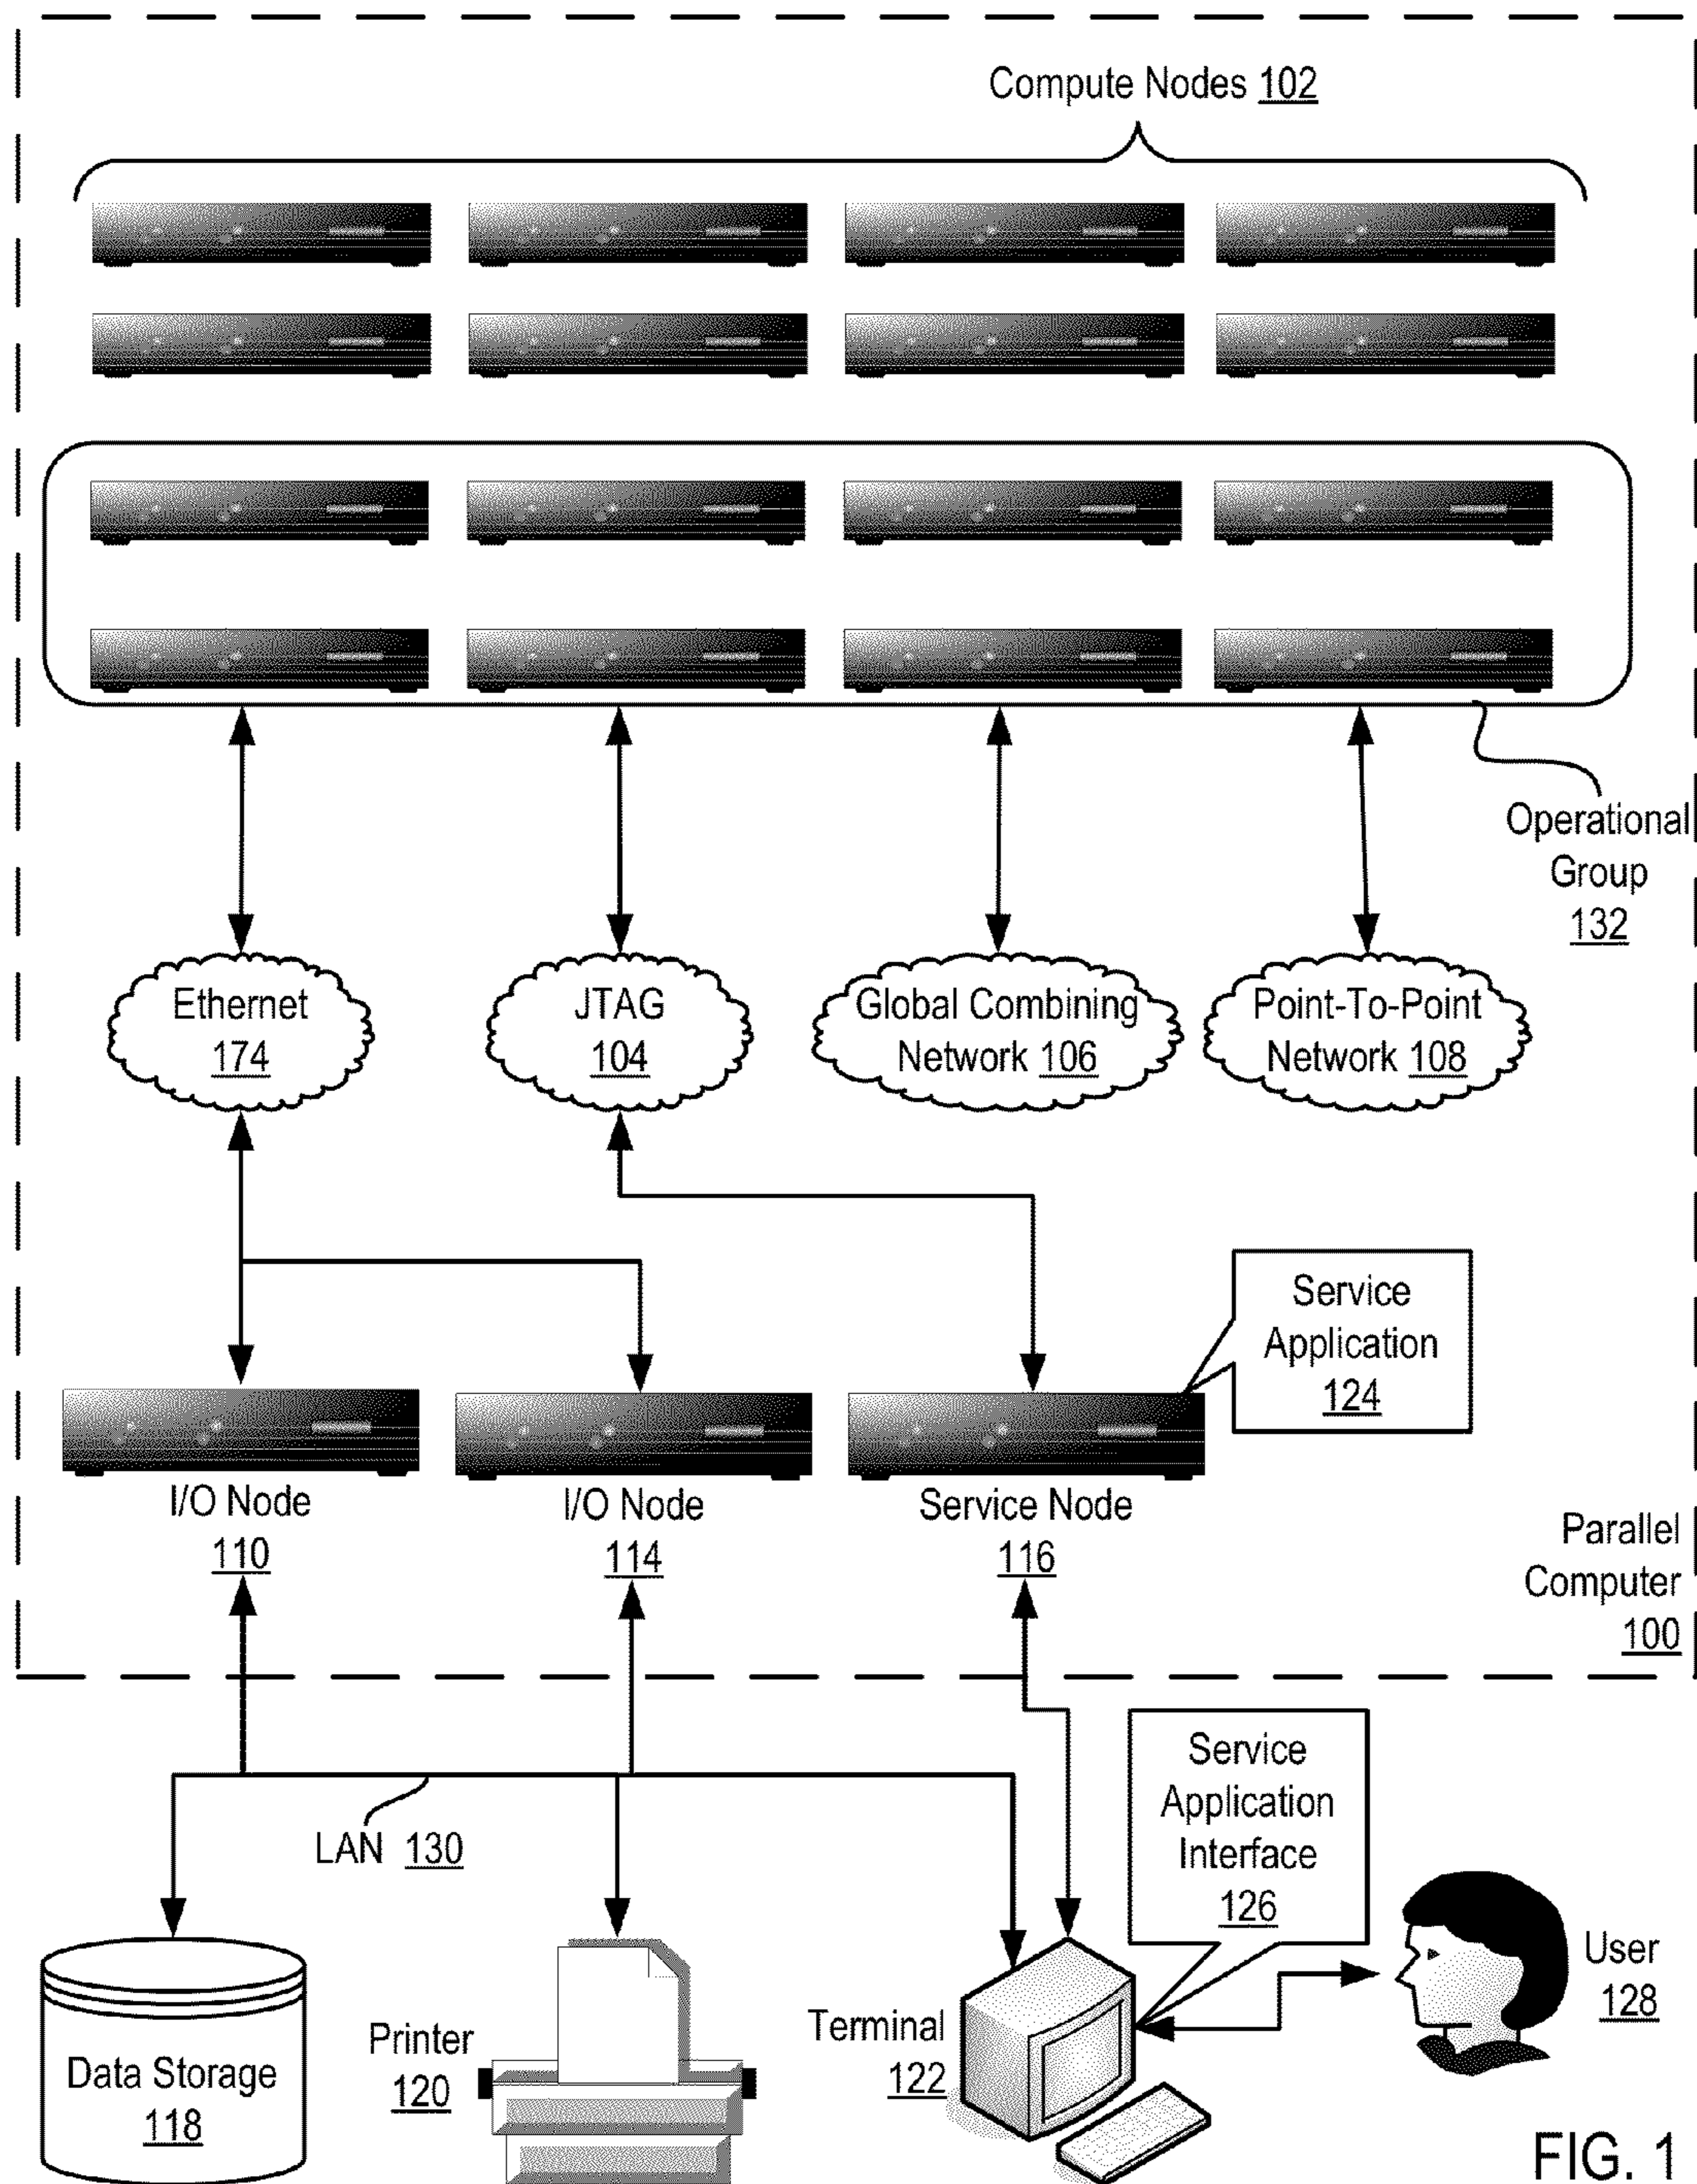 Compute Nodes 102
Operational
Group
132
Ethernet
174
JTAG
104
Global Combining
Network 106
Point-To-Point
Network 108
Service
Application
124
I/O Node
110
I/O Node
114
Service Node
116
Parallel
Computer
100
LAN 130
Service
Application
Interface
126
User
128
Data Storage
118
Printer
120
Terminal
122
FIG. 1